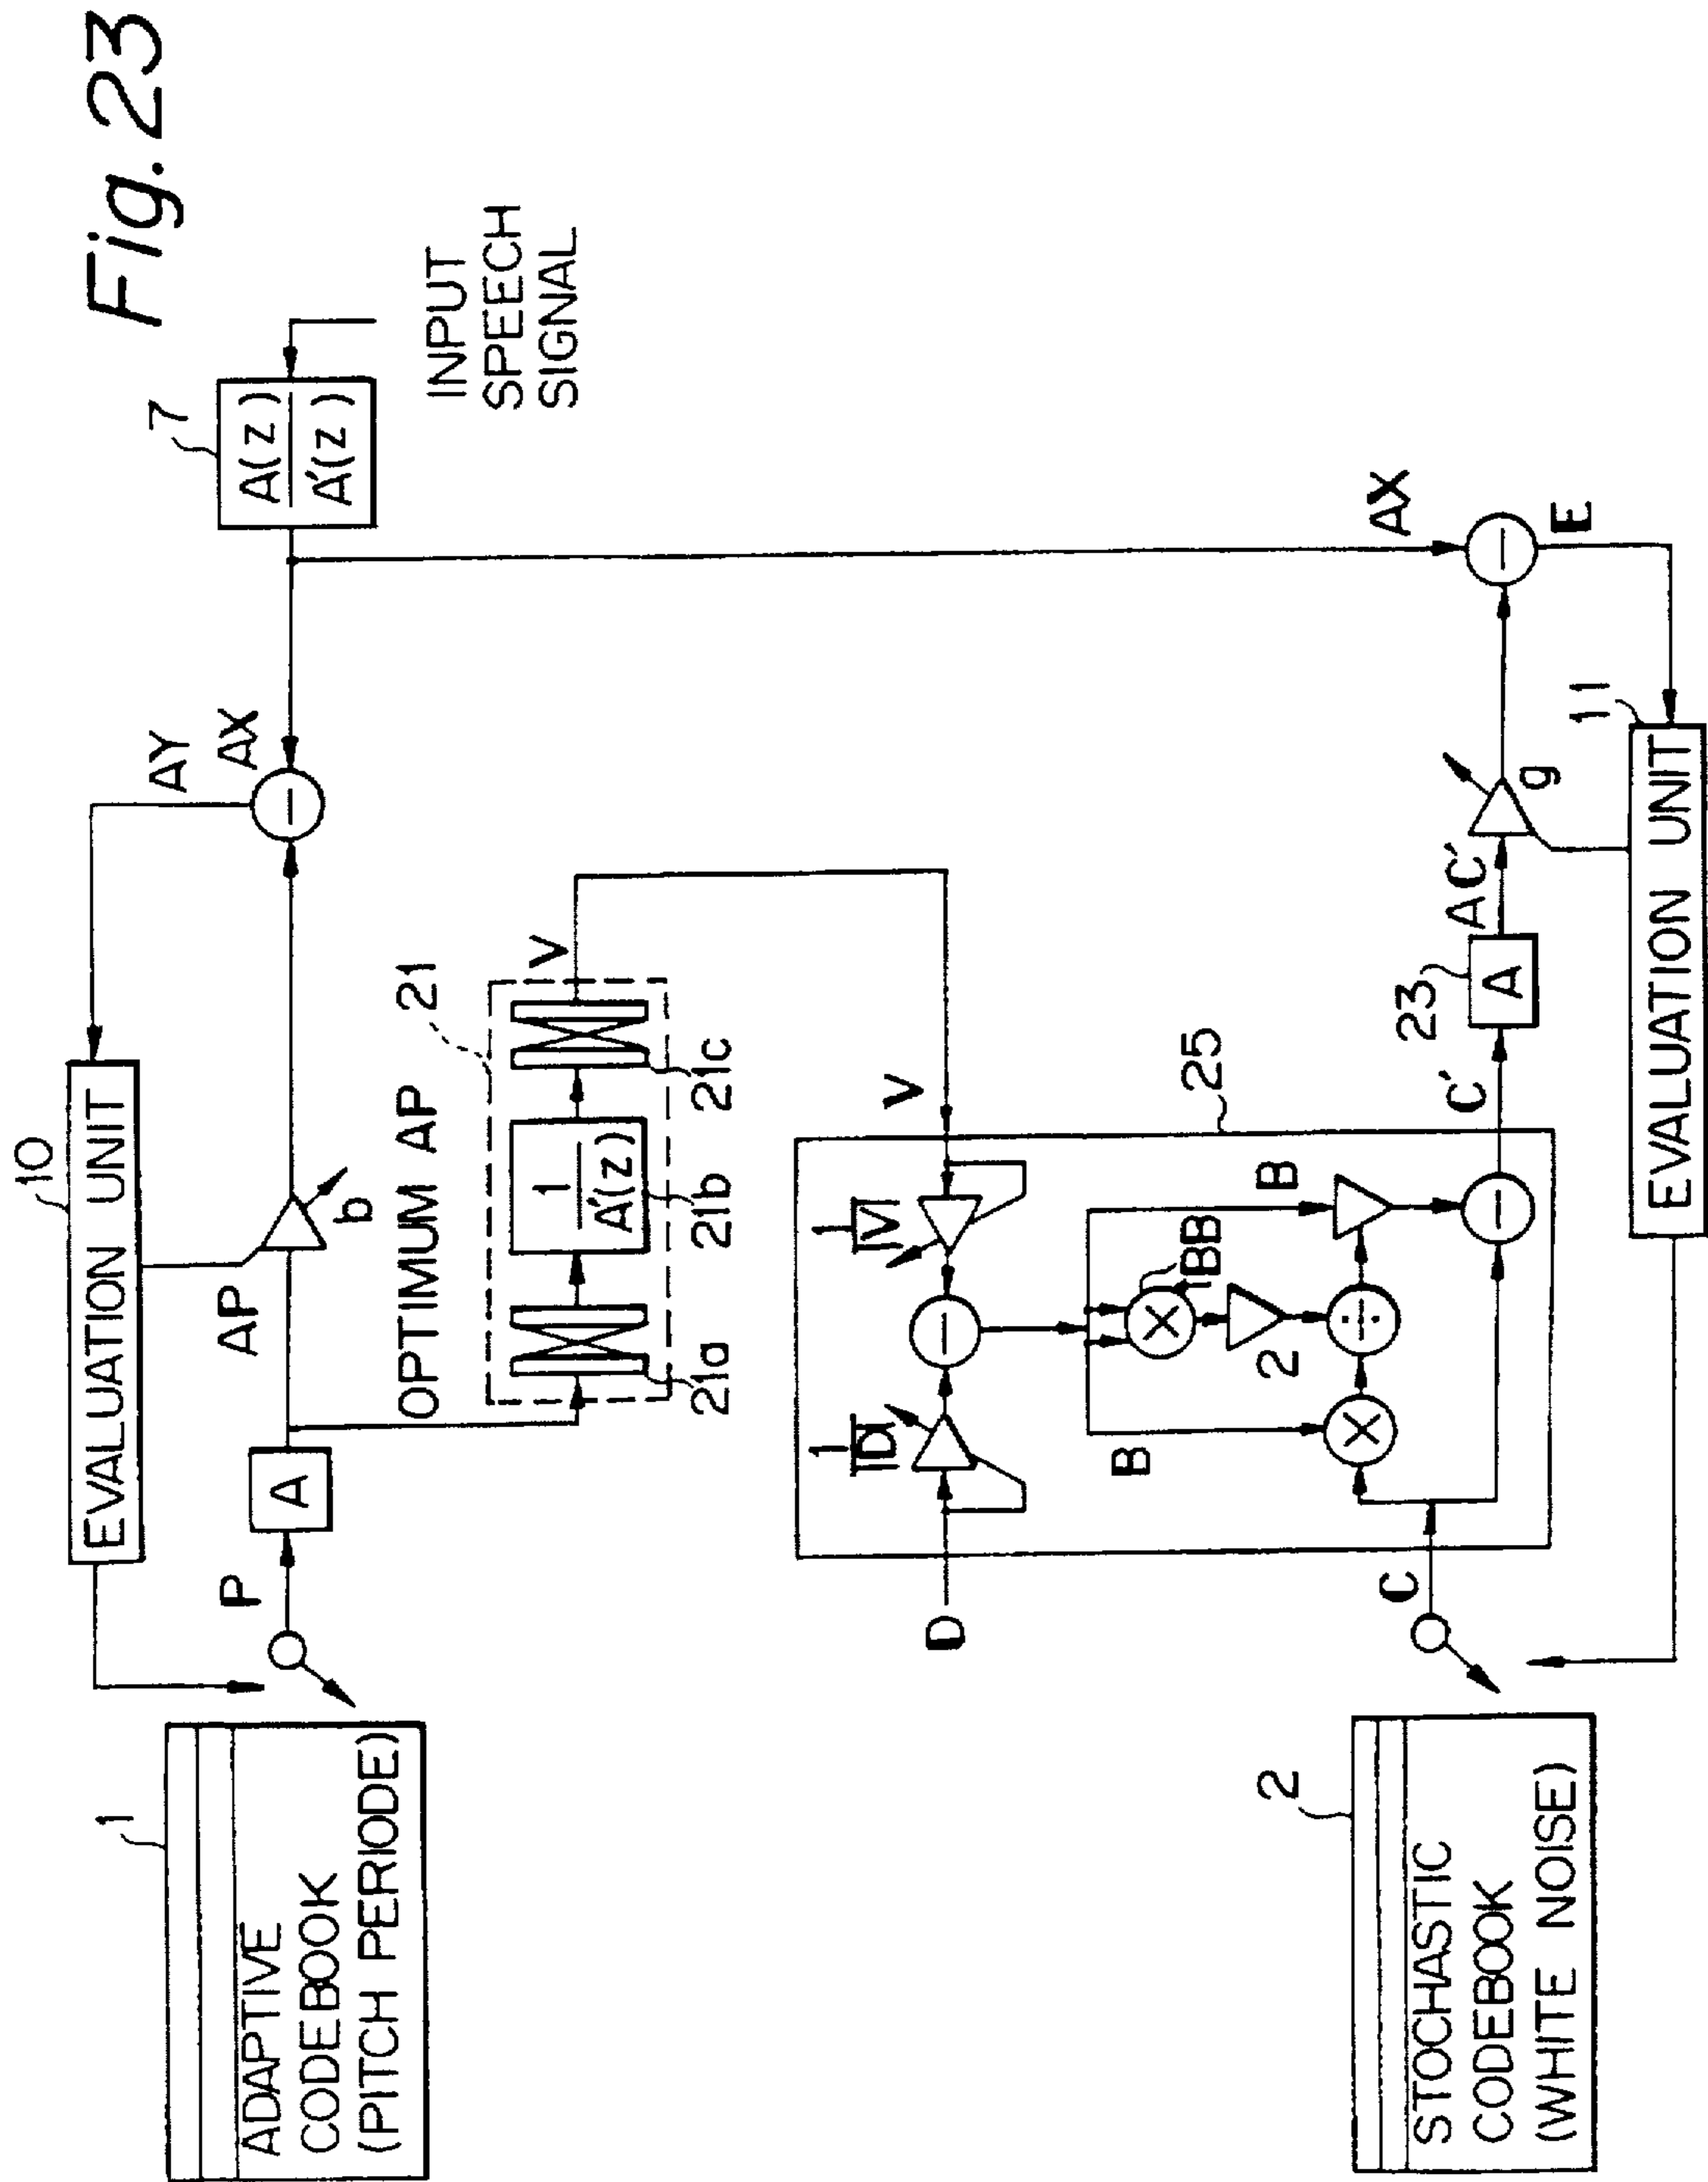 Fig. 23
1
ADAPTIVE
CODEBOOK
(PITCH PERIODE)
P
A
AP
10
EVALUATION UNIT
b
AY
AX
7
A(z)
A'(z)
INPUT
SPEECH
SIGNAL
OPTIMUM AP
21
21a
1
A'(z)
21b
21c
V
V
D
1
|D|
1
|V|
25
B
BB
2
B
2
STOCHASTIC
CODEBOOK
(WHITE NOISE)
C
C'
23
A
AC'
g
AX
E
11
EVALUATION UNIT